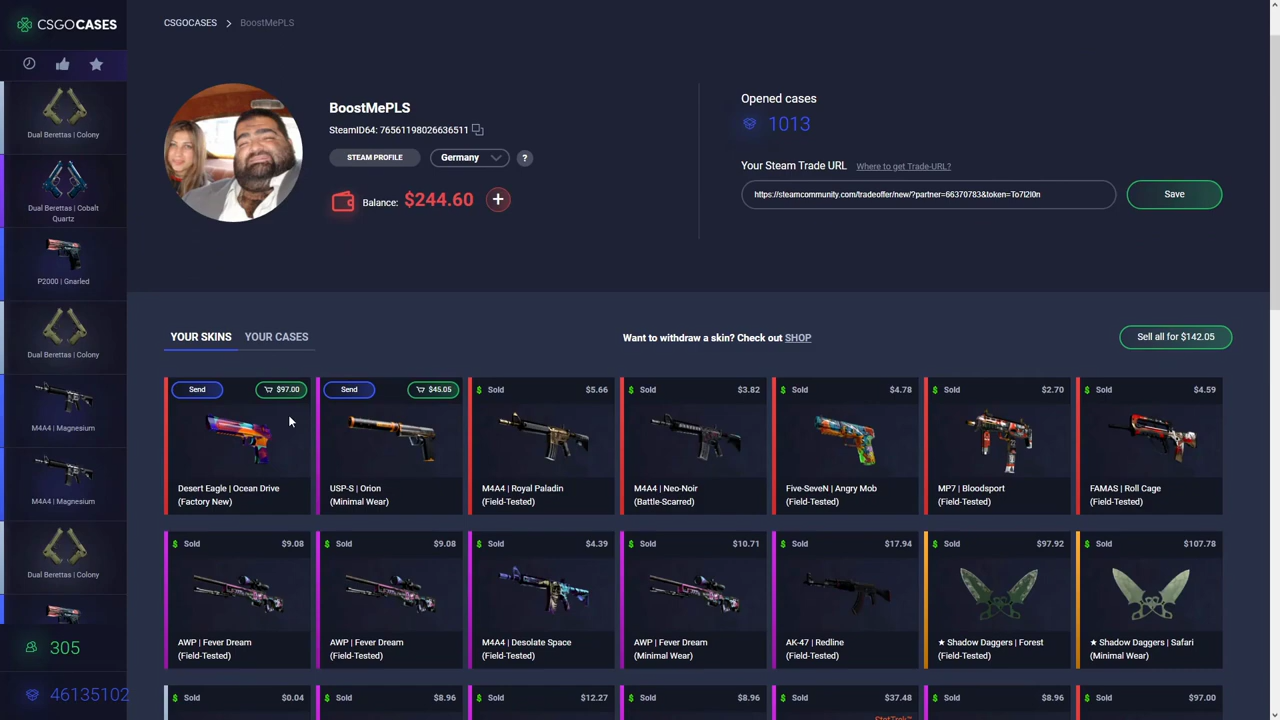 CSGOCASES
CSGOCASES > BoostMePLS
Dual Berettas | Colony
Dual Berettas | Cobalt
Quartz
P2000 | Gnarled
Dual Berettas | Colony
M4A4 | Magnesium
M4A4 | Magnesium
Dual Berettas | Colony
305
46135102
BoostMePLS
SteamID64: 76561198026636511
STEAM PROFILE
Germany
?
Balance: $244.60
+
Opened cases
1013
Your Steam Trade URL Where to get Trade-URL?
https://steamcommunity.com/tradeoffer/new/?partner=66370783&token=To7l2l0n
Save
YOUR SKINS YOUR CASES
Want to withdraw a skin? Check out SHOP
Sell all for $142.05
Send $97.00
Desert Eagle | Ocean Drive
(Factory New)
Send $45.05
USP-S | Orion
(Minimal Wear)
$ Sold $5.66
M4A4 | Royal Paladin
(Field-Tested)
$ Sold $3.82
M4A4 | Neo-Noir
(Battle-Scarred)
$ Sold $4.78
Five-SeveN | Angry Mob
(Field-Tested)
$ Sold $2.70
MP7 | Bloodsport
(Field-Tested)
$ Sold $4.59
FAMAS | Roll Cage
(Field-Tested)
$ Sold $9.08
AWP | Fever Dream
(Field-Tested)
$ Sold $9.08
AWP | Fever Dream
(Field-Tested)
$ Sold $4.39
M4A4 | Desolate Space
(Field-Tested)
$ Sold $10.71
AWP | Fever Dream
(Minimal Wear)
$ Sold $17.94
AK-47 | Redline
(Field-Tested)
$ Sold $97.92
★ Shadow Daggers | Forest
(Field-Tested)
$ Sold $107.78
★ Shadow Daggers | Safari
(Minimal Wear)
$ Sold $0.04
$ Sold $8.96
$ Sold $12.27
$ Sold $8.96
$ Sold $37.48
StatTrak™
$ Sold $8.96
$ Sold $97.00